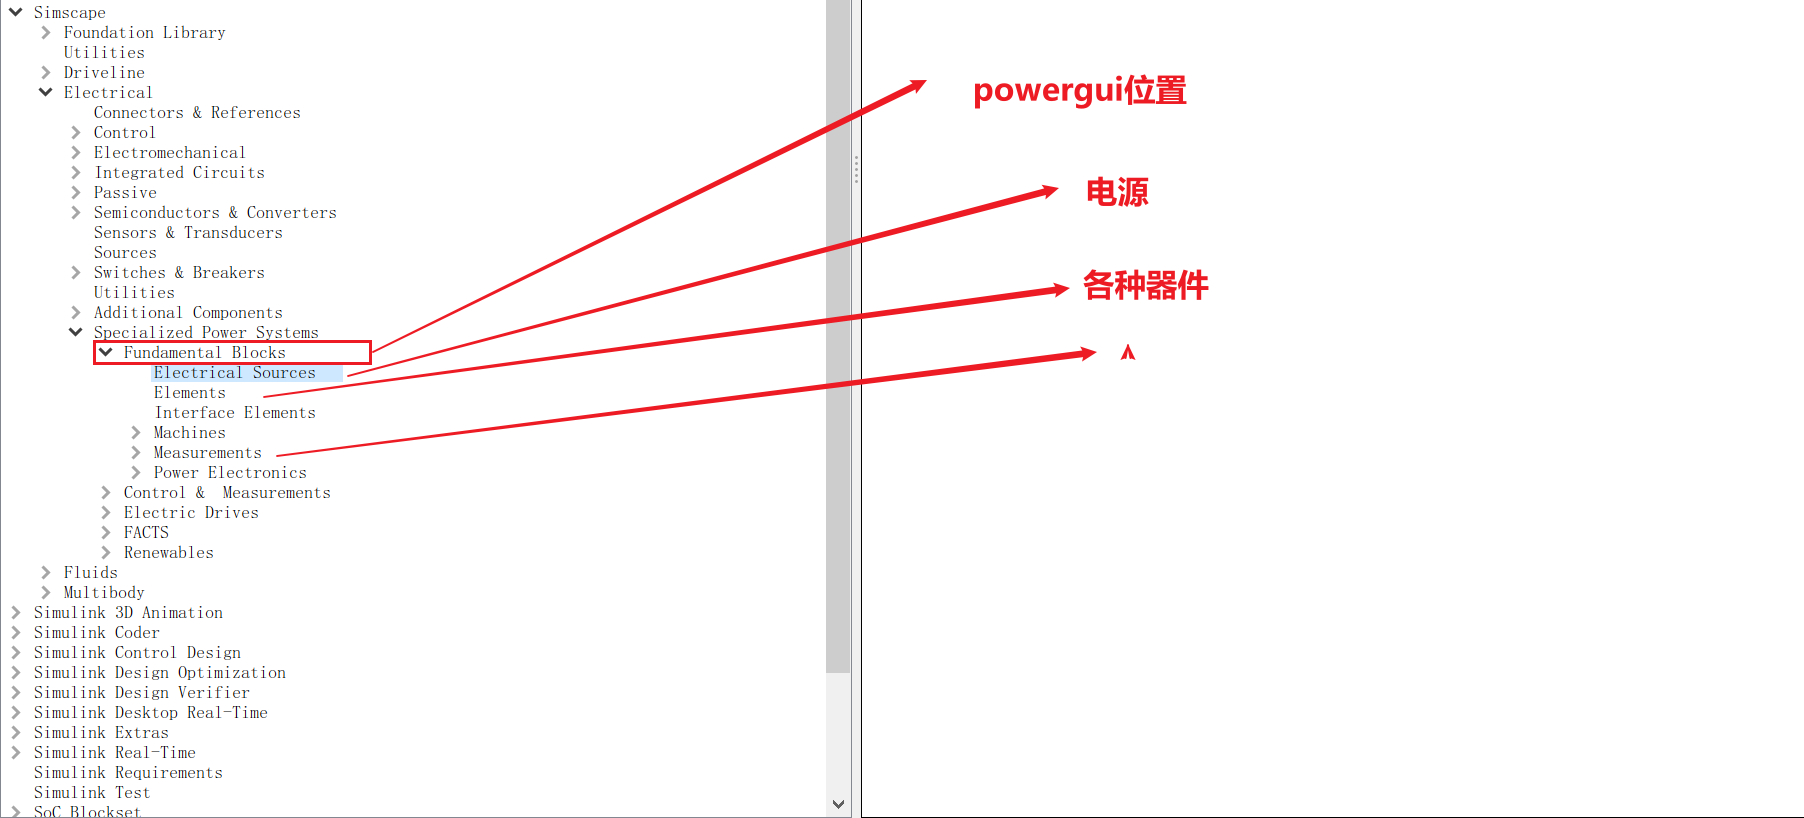 Simscape
Foundation Library
Utilities
Driveline
Electrical
Connectors & References
Control
Electromechanical
Integrated Circuits
Passive
Semiconductors & Converters
Sensors & Transducers
Sources
Switches & Breakers
Utilities
Additional Components
Specialized Power Systems
Fundamental Blocks
Electrical Sources
Elements
Interface Elements
Machines
Measurements
Power Electronics
Control & Measurements
Electric Drives
FACTS
Renewables
Fluids
Multibody
Simulink 3D Animation
Simulink Coder
Simulink Control Design
Simulink Design Optimization
Simulink Design Verifier
Simulink Desktop Real-Time
Simulink Extras
Simulink Real-Time
Simulink Requirements
Simulink Test
SoC Blockset
powergui位置
电源
各种器件